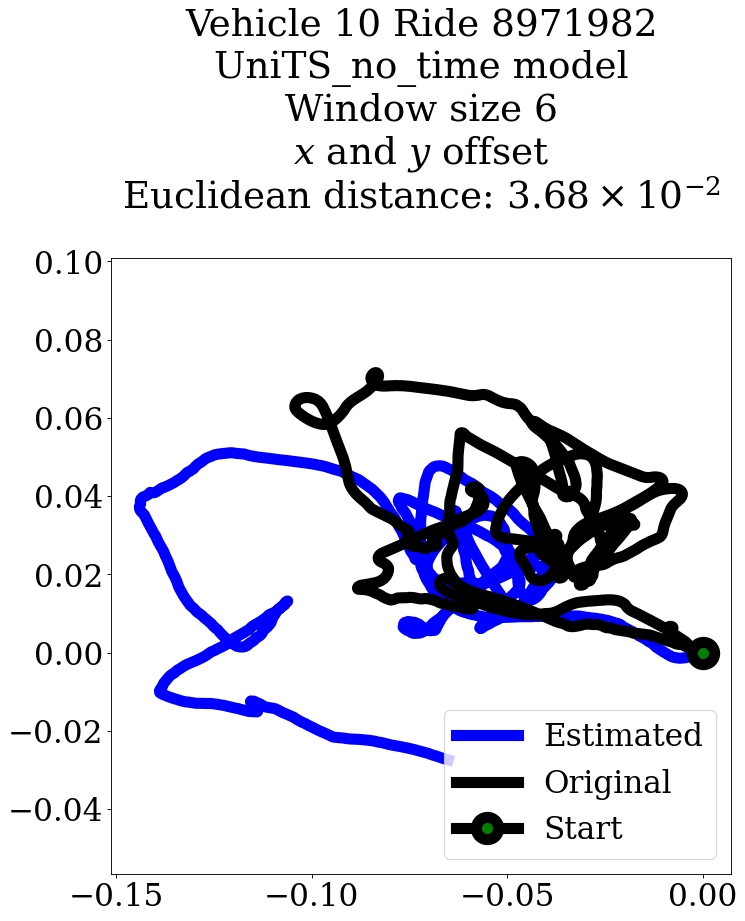 Vehicle 10 Ride 8971982
UniTS_no_time model
Window size 6
x and y offset
Euclidean distance: 3.68 × 10⁻²
0.10
0.08
0.06
0.04
0.02
0.00
−0.02
−0.04
Estimated
Original
Start
−0.15
−0.10
−0.05
0.00